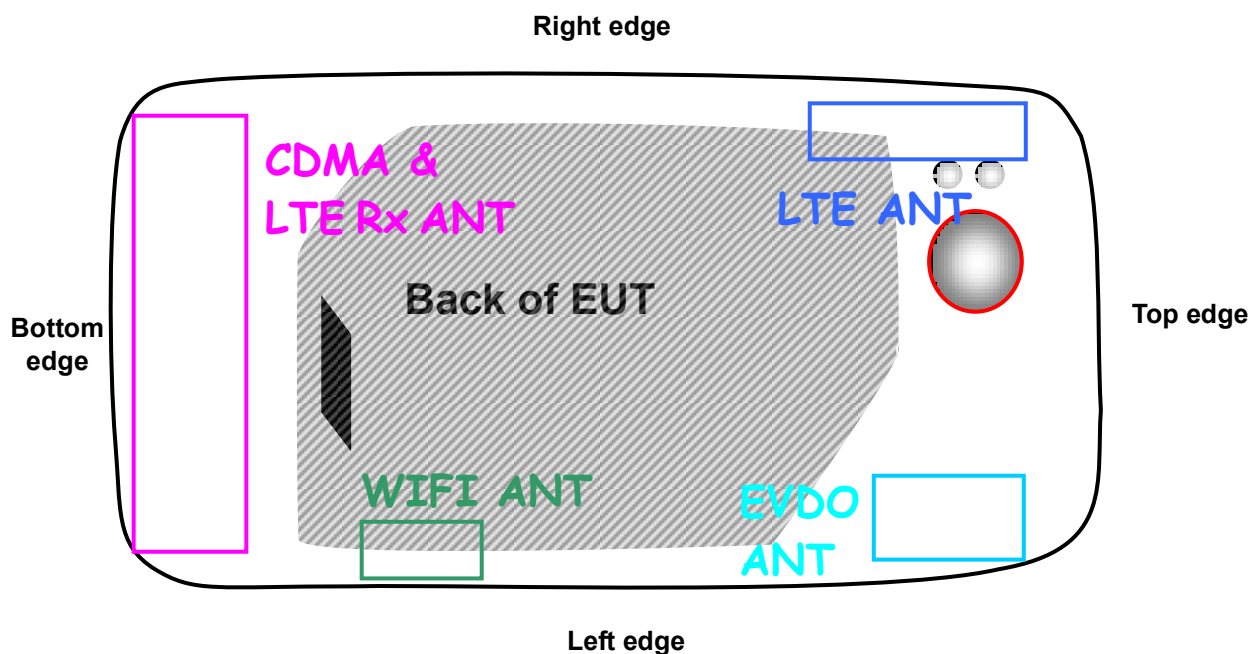 Right edge
CDMA &
LTE Rx ANT
LTE ANT
Back of EUT
Bottom
edge
Top edge
WIFI ANT
EVDO
ANT
Left edge